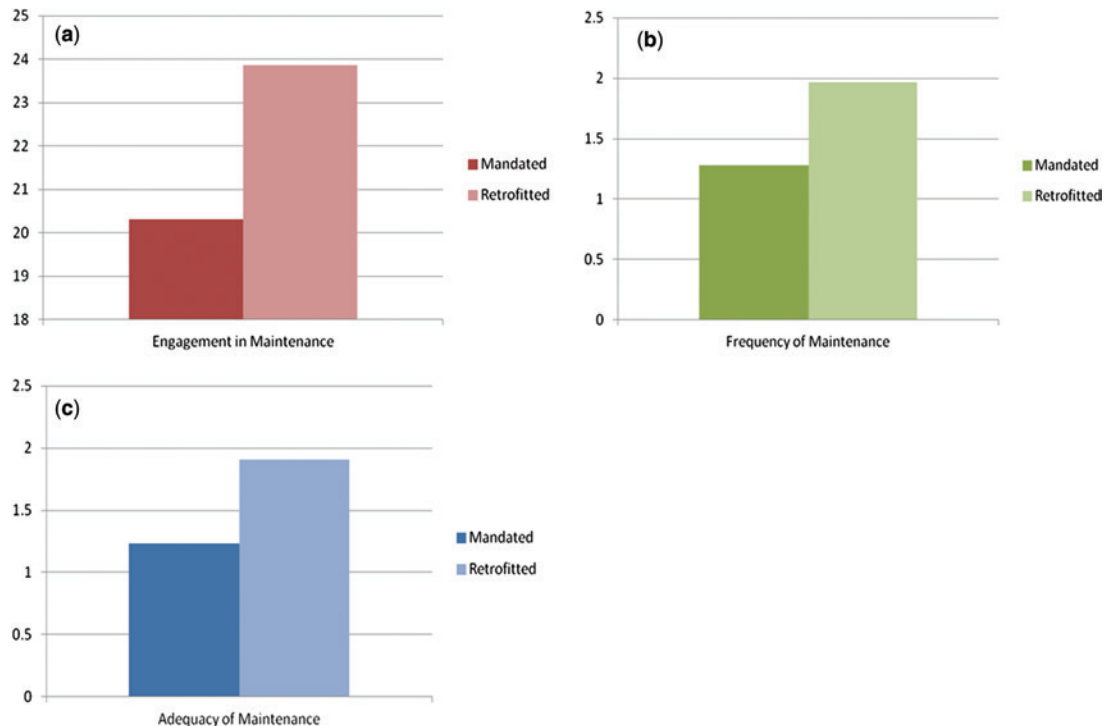 (a)
25
24
23
22
21
20
19
18
Engagement in Maintenance
Mandated
Retrofitted
(b)
2.5
2
1.5
1
0.5
0
Frequency of Maintenance
Mandated
Retrofitted
(c)
2.5
2
1.5
1
0.5
0
Adequacy of Maintenance
Mandated
Retrofitted